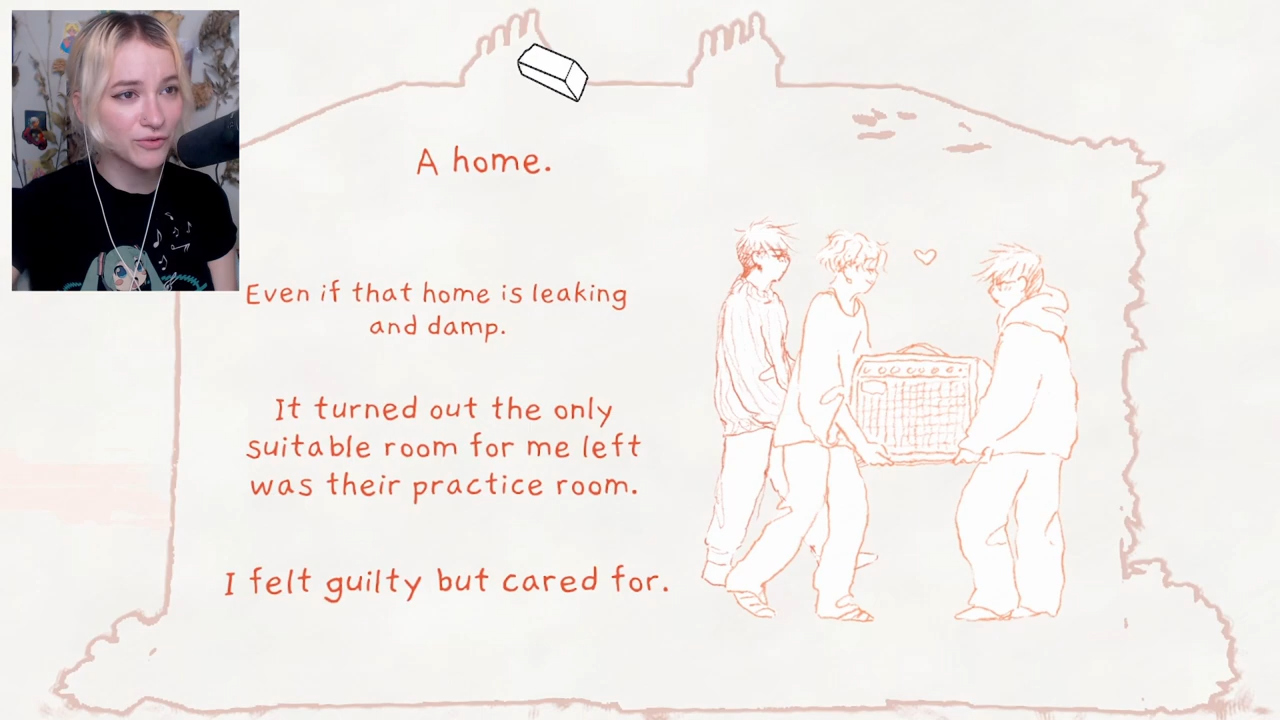 A home.
Even if that home is leaking
and damp.
It turned out the only
suitable room for me left
was their practice room.
I felt guilty but cared for.